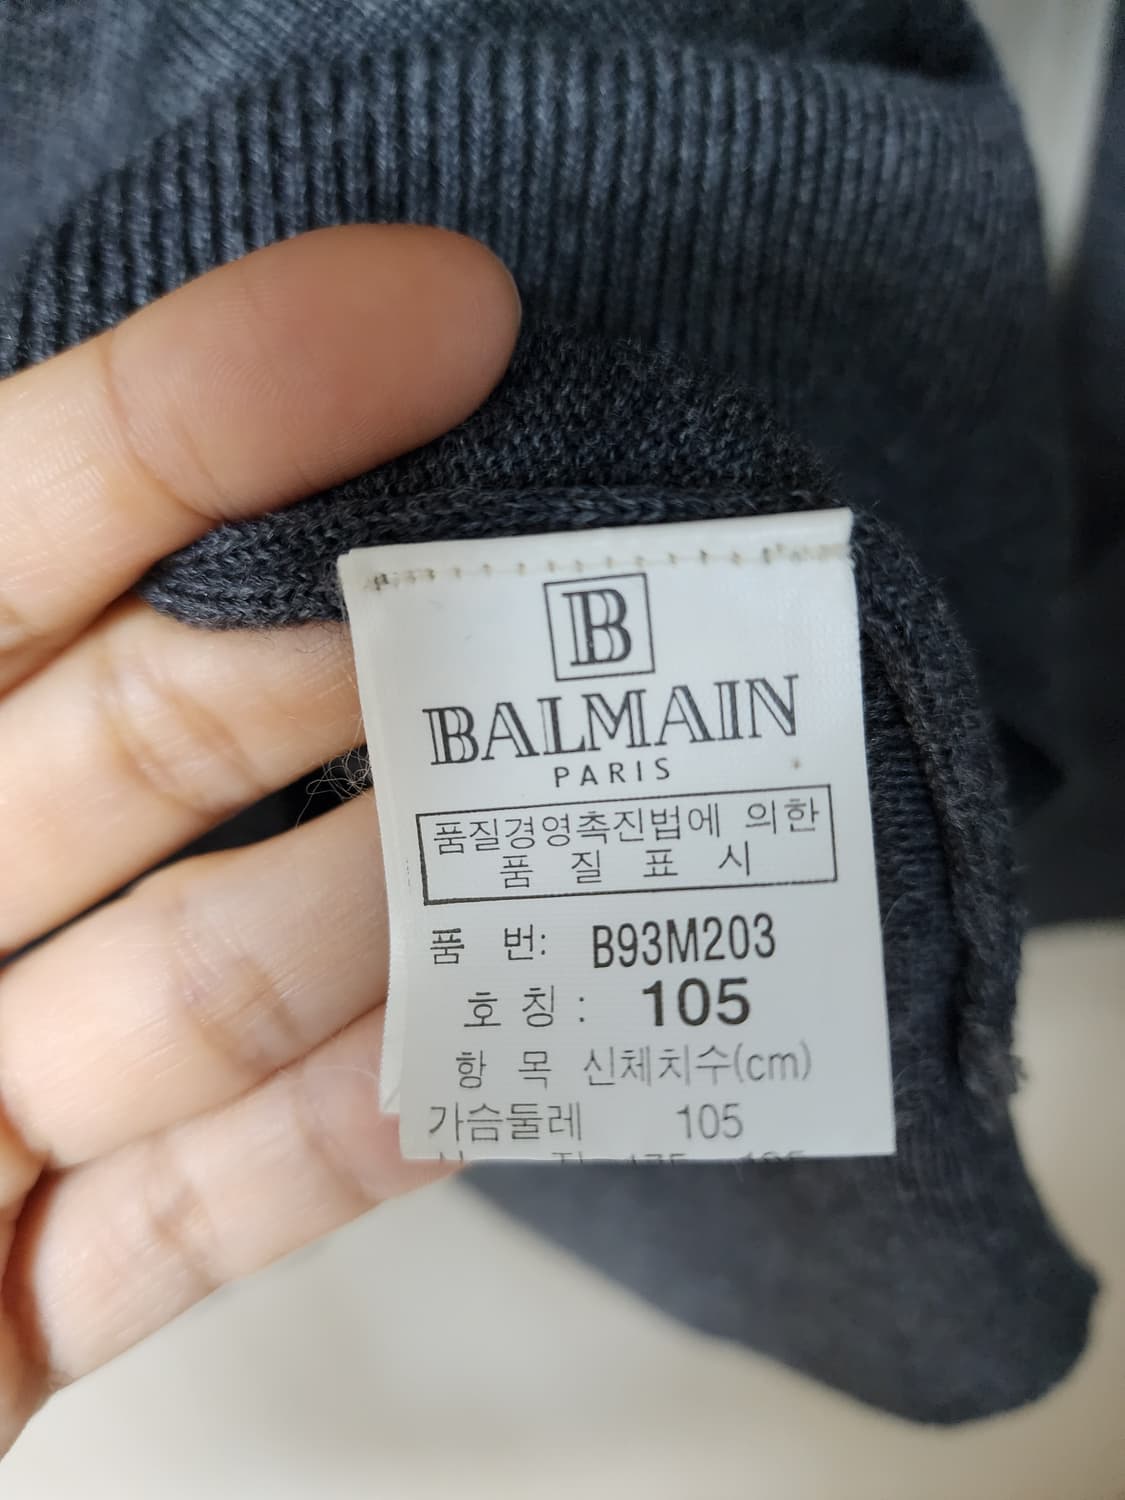 B
BALMAIN
PARIS
품질경영촉진법에 의한
품 질 표 시
품 번: B93M203
호 칭 : 105
항 목 신체치수(cm)
가슴둘레 105